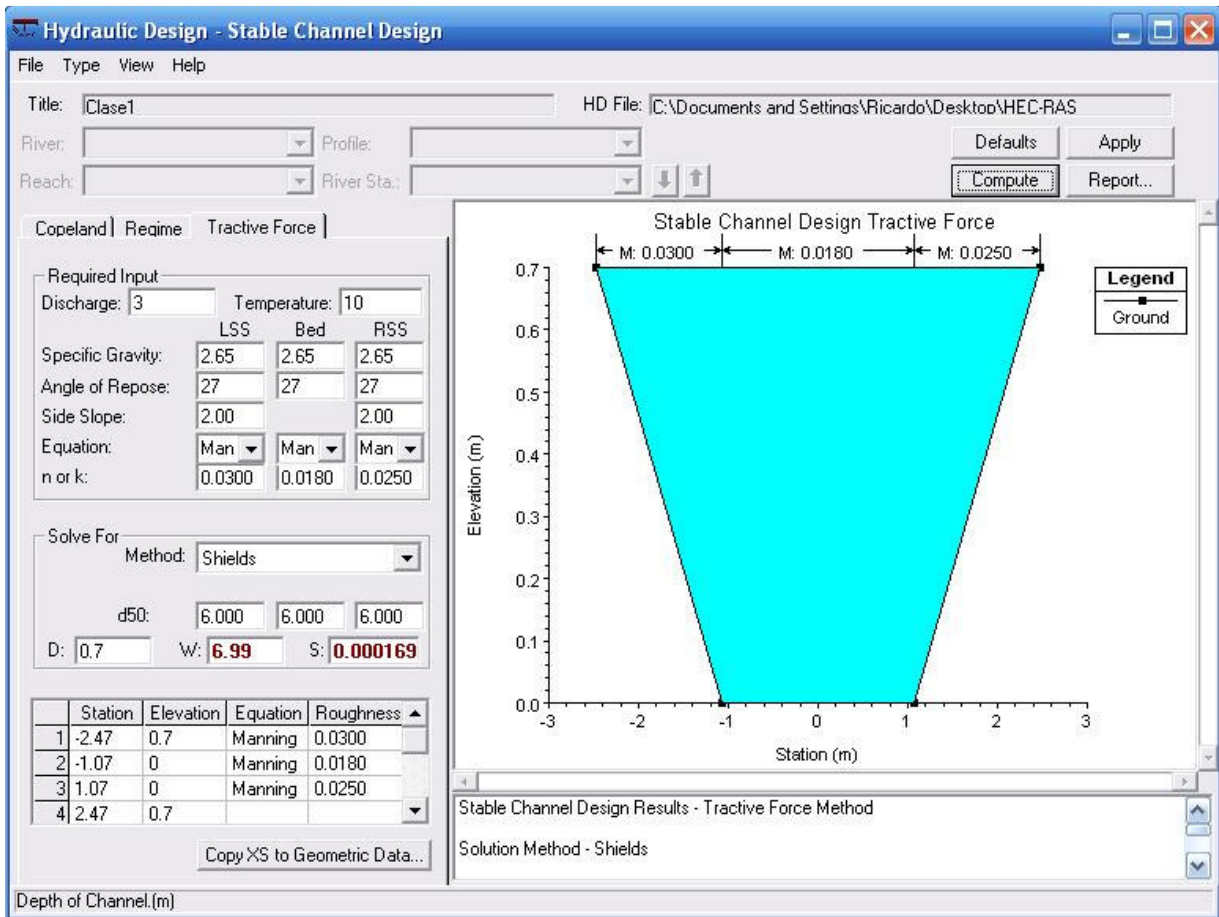 Hydraulic Design - Stable Channel Design
File Type View Help
Title: Clase1 HD File: C:\Documents and Settings\Ricardo\Desktop\HEC-RAS
River: Profile: Defaults Apply
Reach: River Sta.: Compute Report...
Copeland Regime Tractive Force
Required Input
Discharge: 3 Temperature: 10
LSS Bed RSS
Specific Gravity: 2.65 2.65 2.65
Angle of Repose: 27 27 27
Side Slope: 2.00 2.00
Equation: Man Man Man
n or k: 0.0300 0.0180 0.0250
Solve For
Method: Shields
d50: 6.000 6.000 6.000
D: 0.7 W: 6.99 S: 0.000169
Station Elevation Equation Roughness
1 -2.47 0.7 Manning 0.0300
2 -1.07 0 Manning 0.0180
3 1.07 0 Manning 0.0250
4 2.47 0.7
Copy XS to Geometric Data...
Stable Channel Design Tractive Force
M: 0.0300 M: 0.0180 M: 0.0250
0.7
0.6
0.5
0.4
0.3
0.2
0.1
0.0
Elevation (m)
-3 -2 -1 0 1 2 3
Station (m)
Legend
Ground
Stable Channel Design Results - Tractive Force Method
Solution Method - Shields
Depth of Channel.(m)